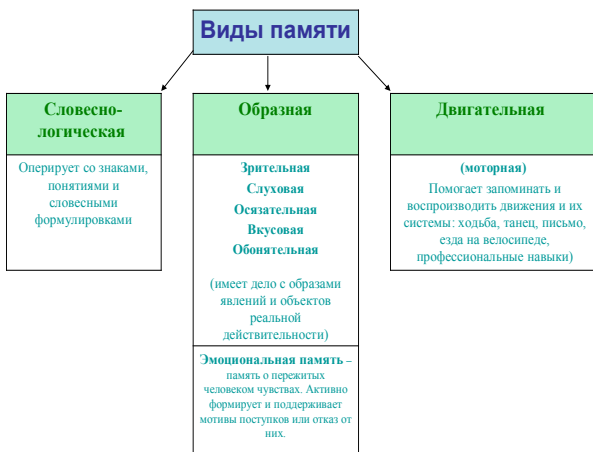 Виды памяти
Словесно-
логическая
Оперирует со знаками,
понятиями и
словесными
формулировками
Образная
Зрительная
Слуховая
Осязательная
Вкусовая
Обонятельная
(имеет дело с образами
явлений и объектов
реальной
действительности)
Эмоциональная память –
память о пережитых
человеком чувствах. Активно
формирует и поддерживает
мотивы поступков или отказ от
них.
Двигательная
(моторная)
Помогает запоминать и
воспроизводить движения и их
системы: ходьба, танец, письмо,
езда на велосипеде,
профессиональные навыки)